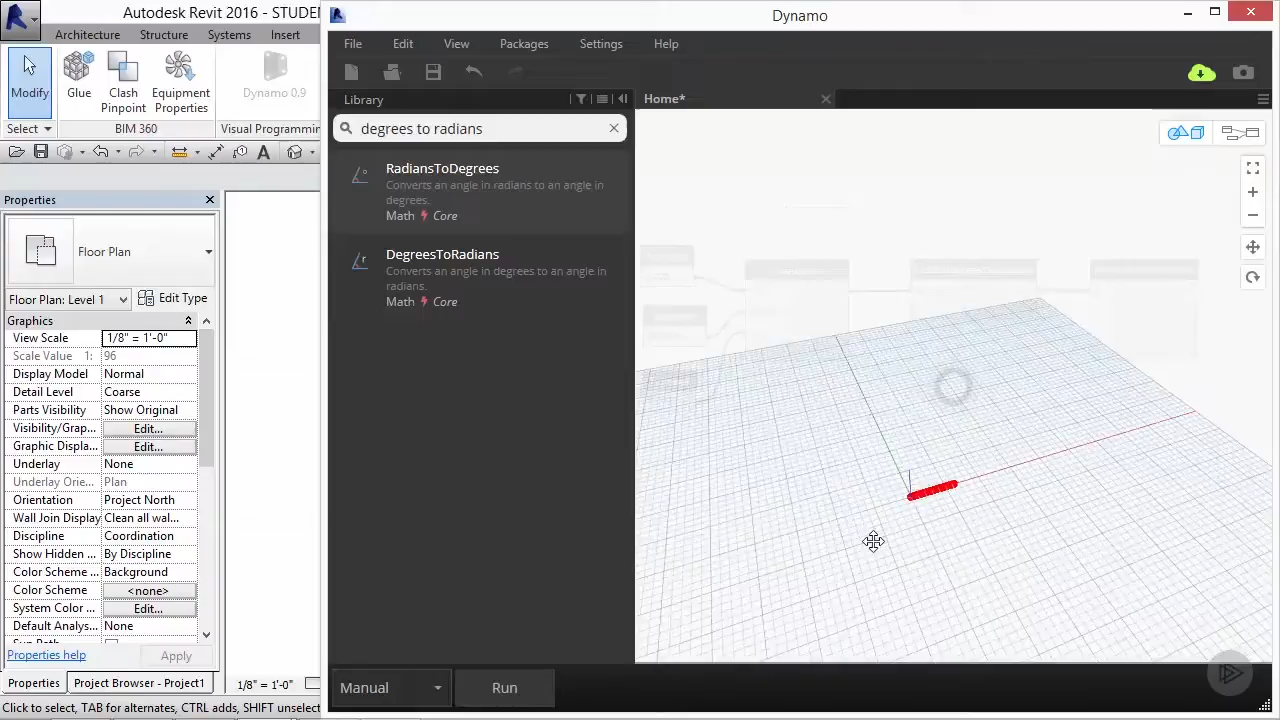 Autodesk Revit 2016 - STUDE
Dynamo
Archite
Structure
Systems
Insert
File
Edit
View
Packages
Settings
Help
Modify
Glue
Clash
Pinpoint
Equipment
Properties
Dynamo 0.9
Select
BIM 360
Visual Programmin
Library
Home*
degrees to radians
RadiansToDegrees
Converts an angle in radians to an angle in
degrees.
Math Core
DegreesToRadians
Converts an angle in degrees to an angle in
radians.
Math Core
Properties
Floor Plan
Floor Plan: Level 1
Edit Type
Graphics
View Scale 1/8" = 1'-0"
Scale Value 1: 96
Display Model Normal
Detail Level Coarse
Parts Visibility Show Original
Visibility/Grap... Edit...
Graphic Displa... Edit...
Underlay None
Underlay Orien... Plan
Orientation Project North
Wall Join Display Clean all wal...
Discipline Coordination
Show Hidden ... By Discipline
Color Scheme ... Background
Color Scheme <none>
System Color ... Edit...
Default Analys... None
Properties help
Apply
Properties
Project Browser - Project1
1/8" = 1'-0"
Click to select, TAB for alternates, CTRL adds, SHIFT unselect
Manual
Run